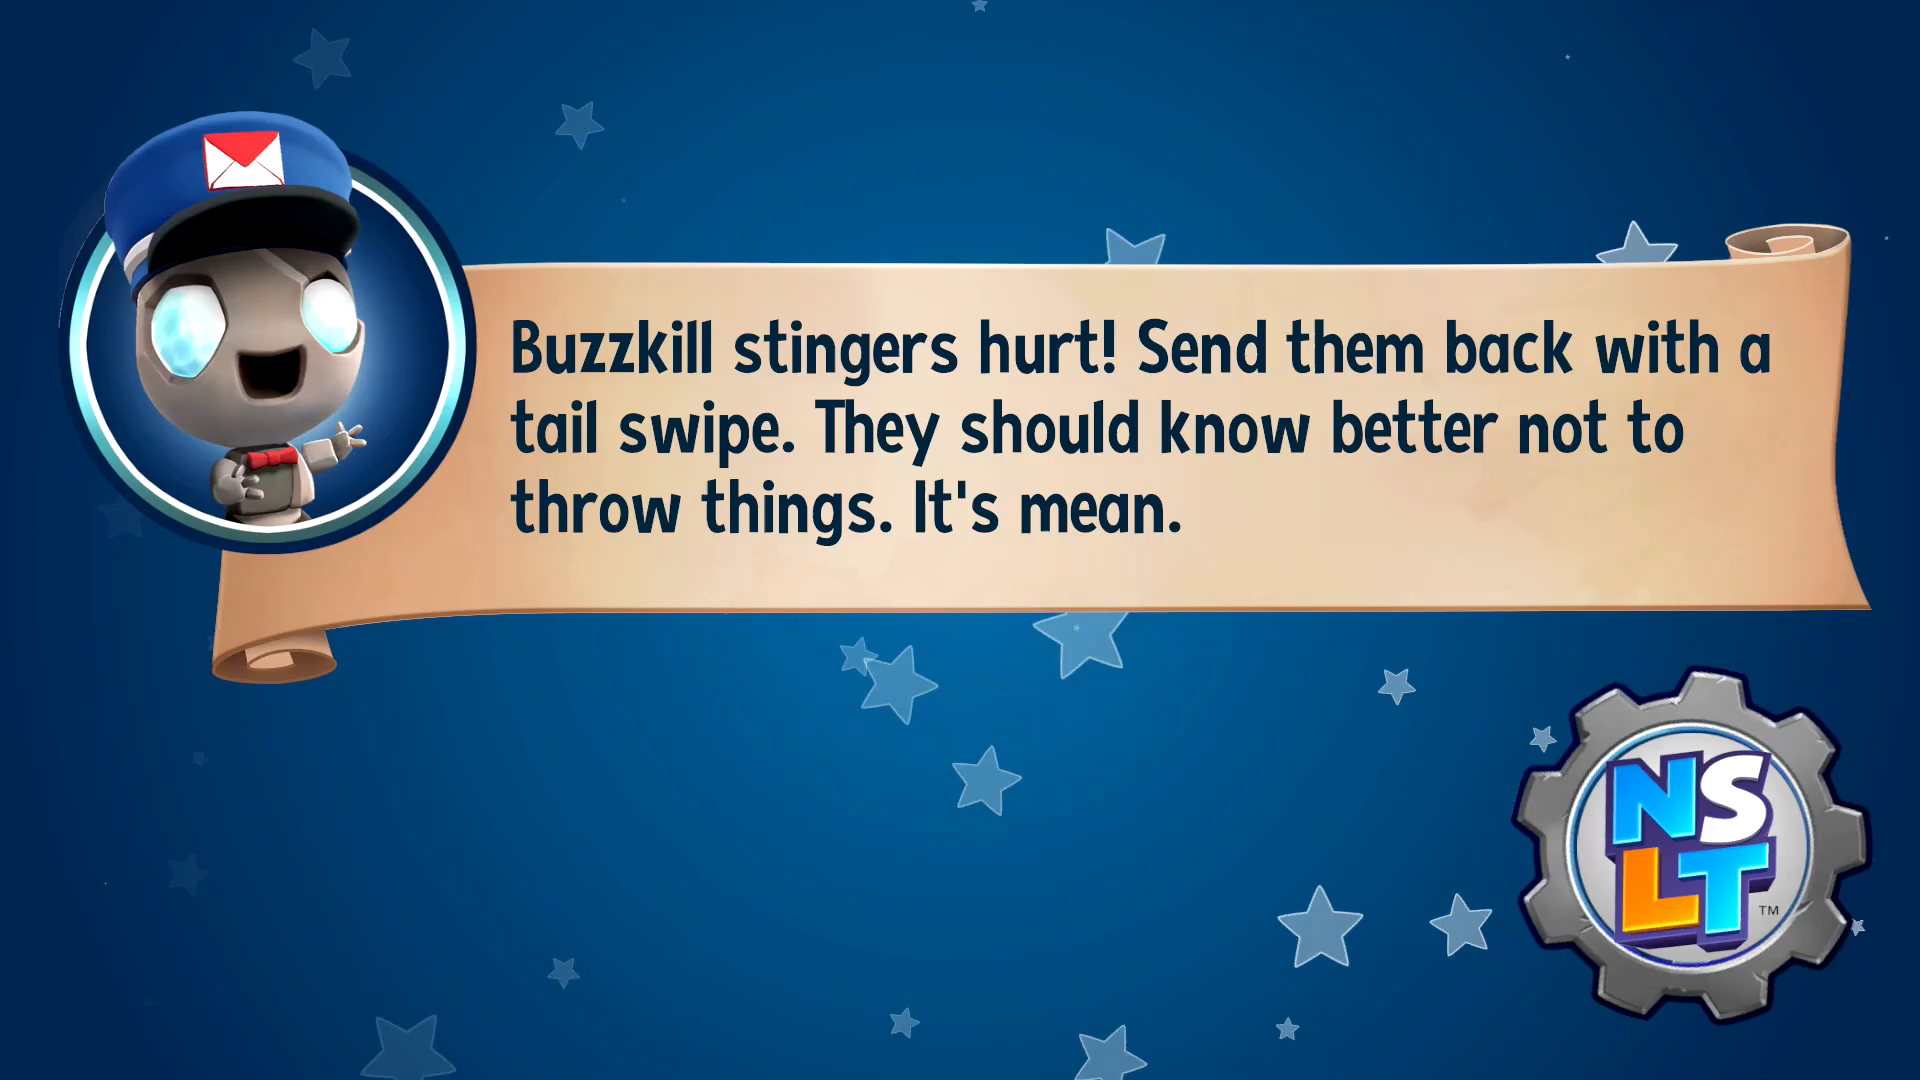 Buzzkill stingers hurt! Send them back with a
tail swipe. They should know better not to
throw things. It's mean.
NS
LT
TM